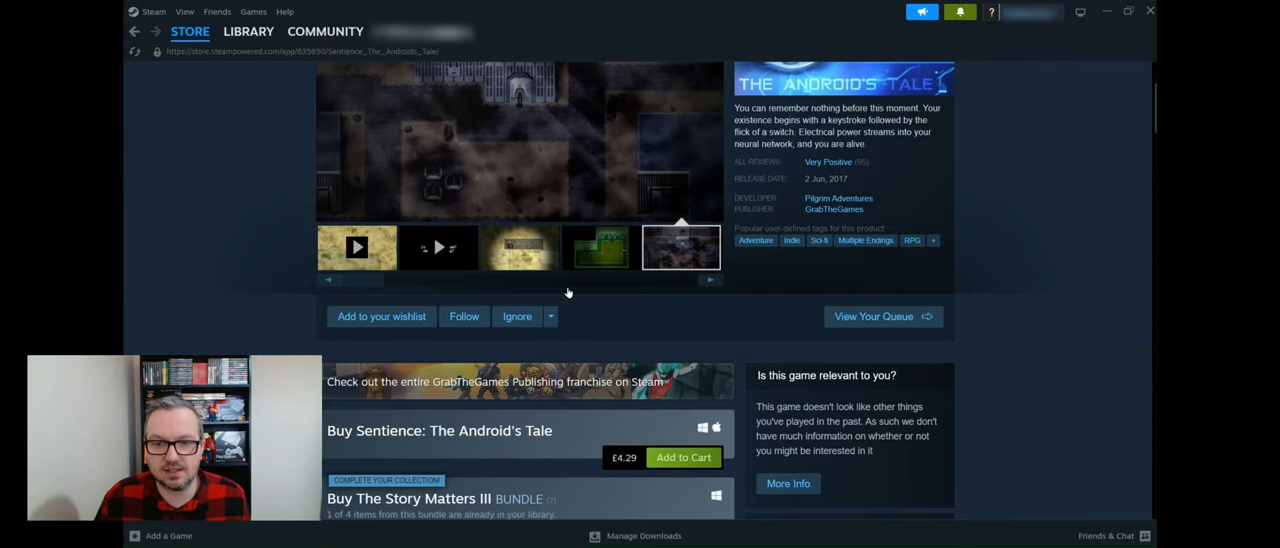 Steam View Friends Games Help
?
STORE LIBRARY COMMUNITY
https://store.steampowered.com/app/635850/Sentience_The_Androids_Tale/
THE ANDROID'S TALE
You can remember nothing before this moment. Your
existence begins with a keystroke followed by the
flick of a switch. Electrical power streams into your
neural network, and you are alive.
ALL REVIEWS: Very Positive (95)
RELEASE DATE: 2 Jun, 2017
DEVELOPER: Pilgrim Adventures
PUBLISHER: GrabTheGames
Popular user-defined tags for this product:
Adventure Indie Sci-fi Multiple Endings RPG +
Add to your wishlist Follow Ignore View Your Queue
Check out the entire GrabTheGames Publishing franchise on Steam
Is this game relevant to you?
This game doesn't look like other things
you've played in the past. As such we don't
have much information on whether or not
you might be interested in it
More Info
Buy Sentience: The Android's Tale
£4.29 Add to Cart
COMPLETE YOUR COLLECTION!
Buy The Story Matters III BUNDLE (?)
1 of 4 items from this bundle are already in your library.
Add a Game Manage Downloads Friends & Chat